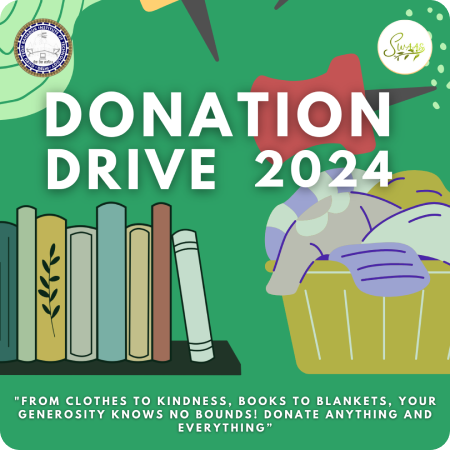 DONATION
DRIVE 2024
"FROM CLOTHES TO KINDNESS, BOOKS TO BLANKETS, YOUR
GENEROSITY KNOWS NO BOUNDS! DONATE ANYTHING AND
EVERYTHING"